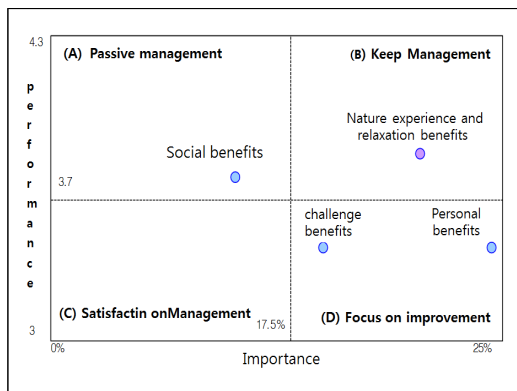 4.3
(A) Passive management
(B) Keep Management
performance
Nature experience and
relaxation benefits
Social benefits
3.7
challenge
benefits
Personal
benefits
(C) Satisfactin onManagement
17.5%
(D) Focus on improvement
3
0%
25%
Importance